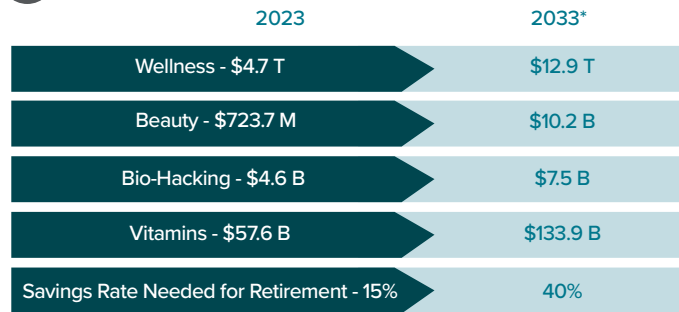 2023 2033*
Wellness - $4.7 T $12.9 T
Beauty - $723.7 M $10.2 B
Bio-Hacking - $4.6 B $7.5 B
Vitamins - $57.6 B $133.9 B
Savings Rate Needed for Retirement - 15% 40%